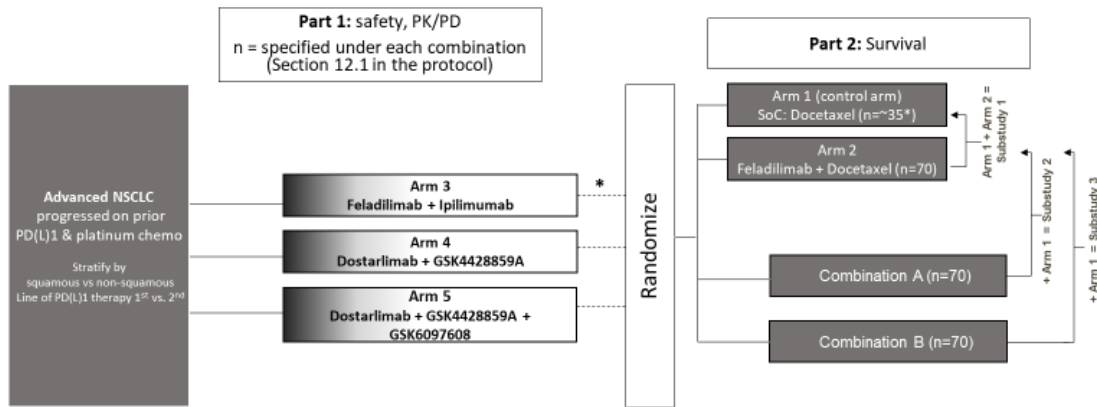 Part 1: safety, PK/PD
n = specified under each combination
(Section 12.1 in the protocol)
Part 2: Survival
Advanced NSCLC
progressed on prior
PD(L)1 & platinum chemo
Stratify by
squamous vs non-squamous
Line of PD(L)1 therapy 1st vs. 2nd
Arm 3
Feladilimab + Ipilimumab
*
Arm 4
Dostarlimab + GSK4428859A
Arm 5
Dostarlimab + GSK4428859A +
GSK6097608
Randomize
Arm 1 (control arm)
SoC: Docetaxel (n=~35*)
Arm 2
Feladilimab + Docetaxel (n=70)
Combination A (n=70)
Combination B (n=70)
Arm 1 + Arm 2 =
Substudy 1
+ Arm 1 = Substudy 2
+ Arm 1 = Substudy 3